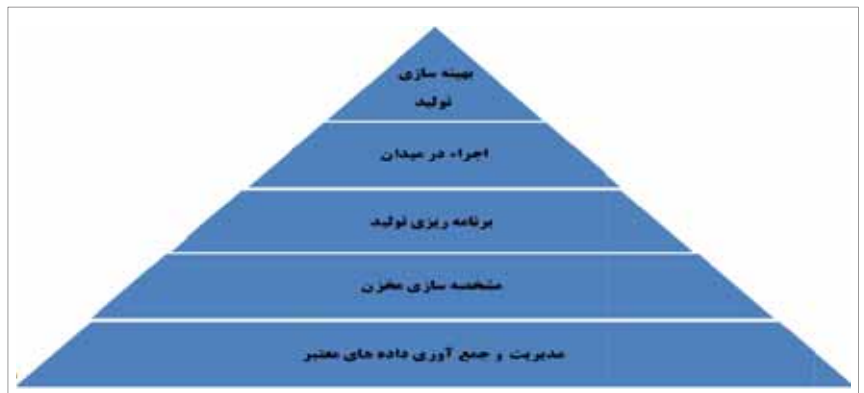 بهینه سازی
تولید
اجراء در میدان
برنامه ریزی تولید
مشخصه سازی مخزن
مدیریت و جمع آوری داده های معتبر